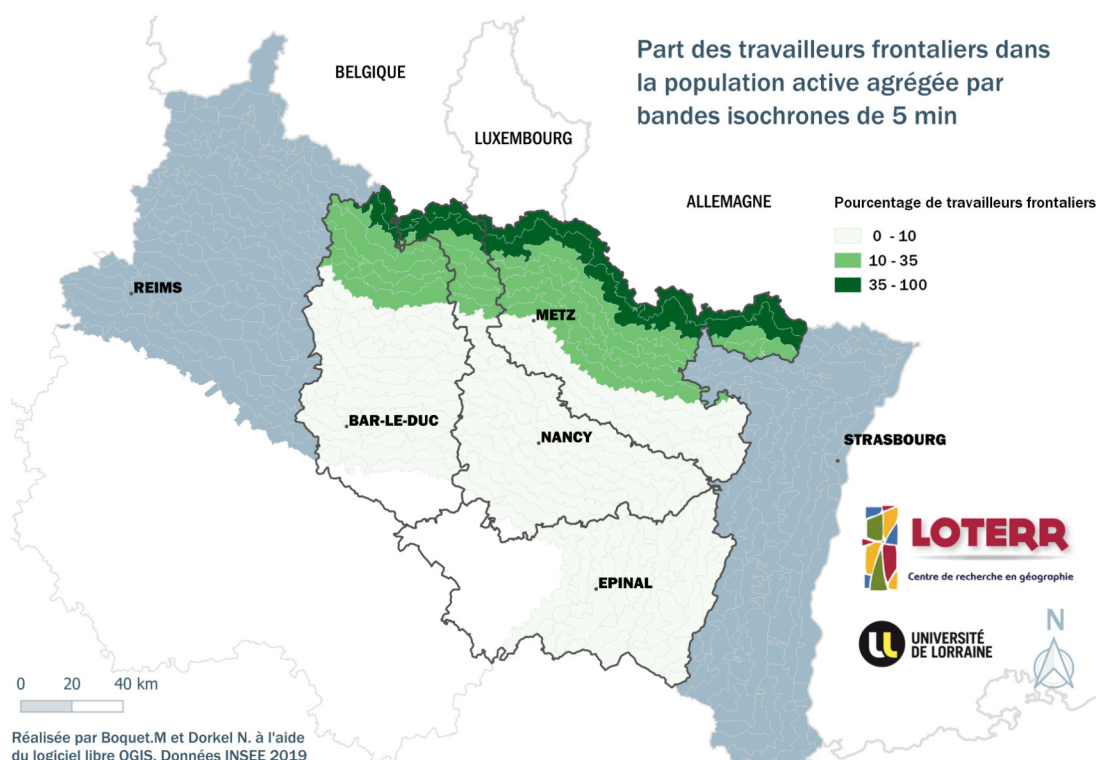 Part des travailleurs frontaliers dans
la population active agrégée par
bandes isochrones de 5 min
BELGIQUE
LUXEMBOURG
ALLEMAGNE
Pourcentage de travailleurs frontaliers
0 - 10
10 - 35
35 - 100
REIMS
METZ
BAR-LE-DUC
NANCY
STRASBOURG
EPINAL
LOTERR
Centre de recherche en géographie
UL
UNIVERSITÉ
DE LORRAINE
N
0 20 40 km
Réalisée par Boquet.M et Dorkel N. à l'aide
du logiciel libre QGIS. Données INSEE 2019